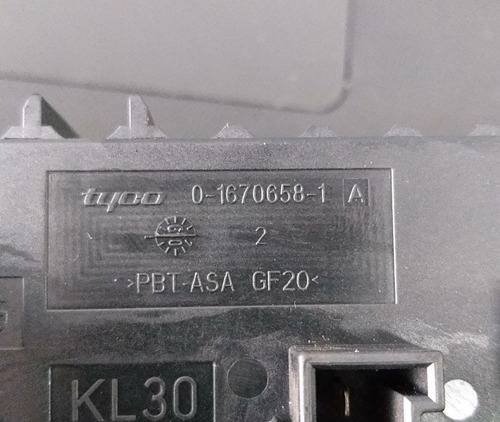 tyco 0-1670658-1 A
2
>PBT-ASA GF20<
KL30